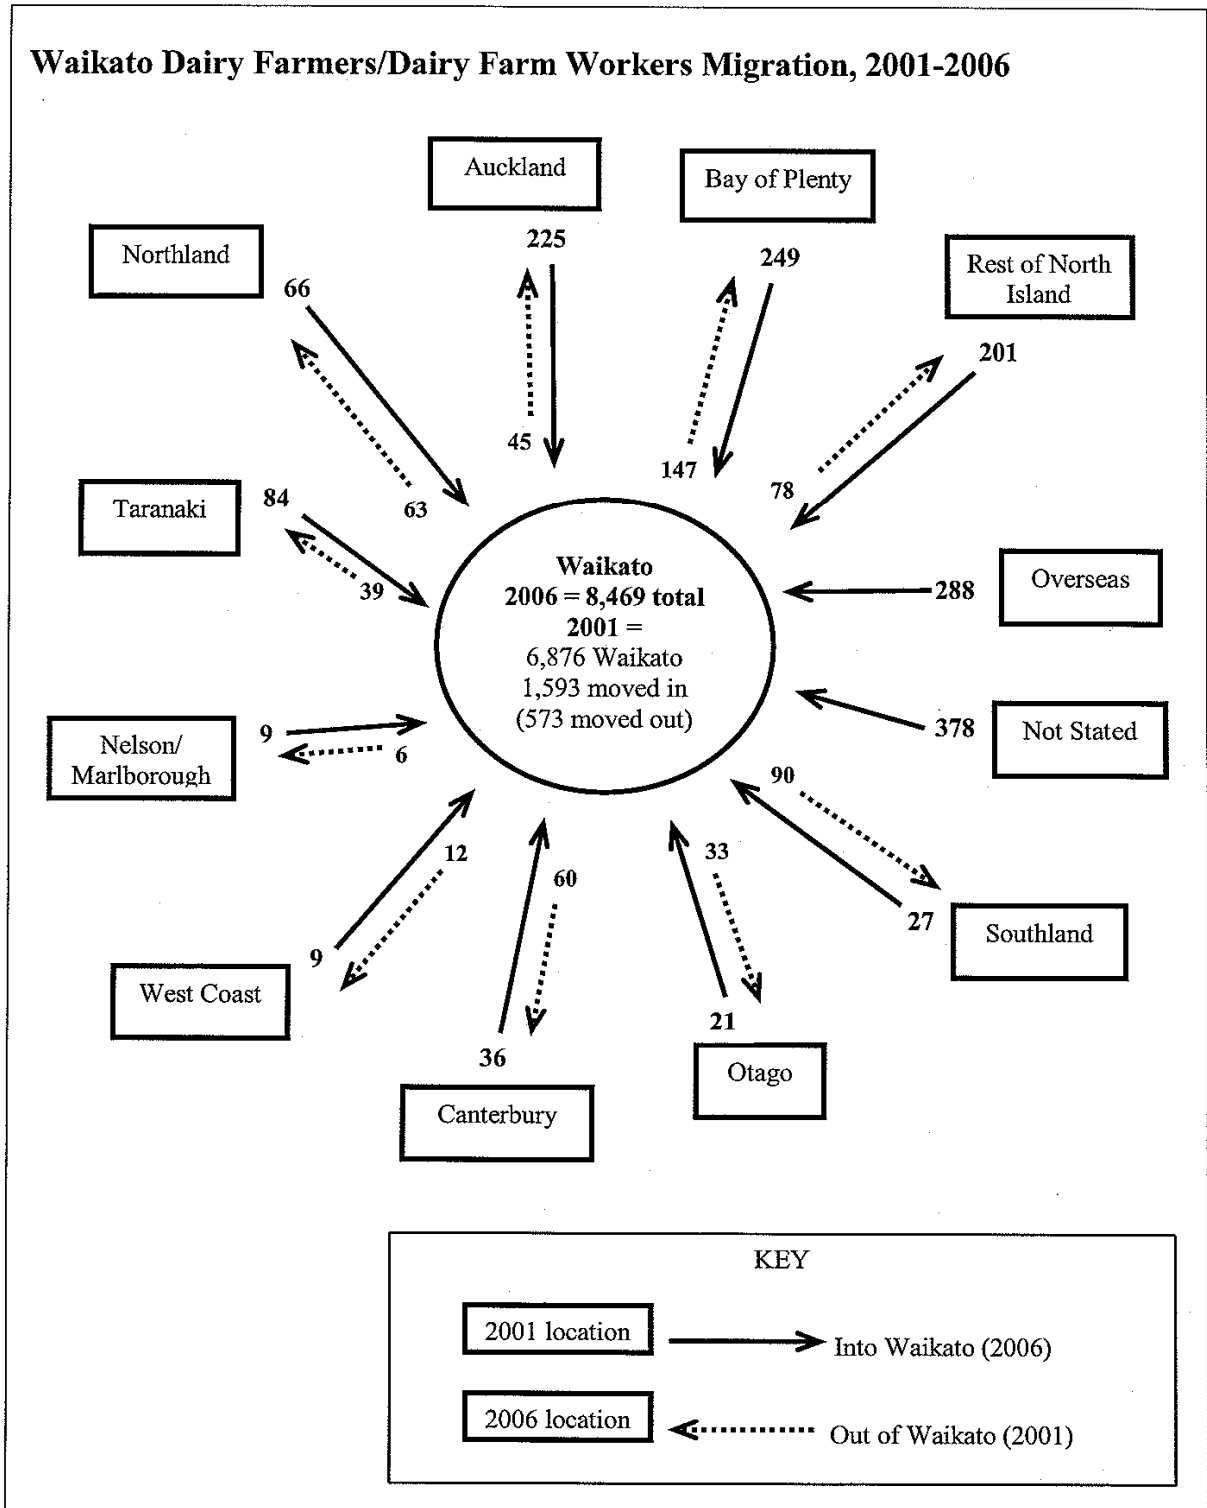 Waikato Dairy Farmers/Dairy Farm Workers Migration, 2001-2006
Auckland
225
45
Bay of Plenty
249
147
Northland
66
63
Rest of North
Island
201
78
Taranaki
84
39
Waikato
2006 = 8,469 total
2001 =
6,876 Waikato
1,593 moved in
(573 moved out)
288
Overseas
378
Not Stated
Nelson/
Marlborough
9
6
90
27
Southland
12
9
West Coast
60
36
Canterbury
33
21
Otago
KEY
2001 location
Into Waikato (2006)
2006 location
Out of Waikato (2001)